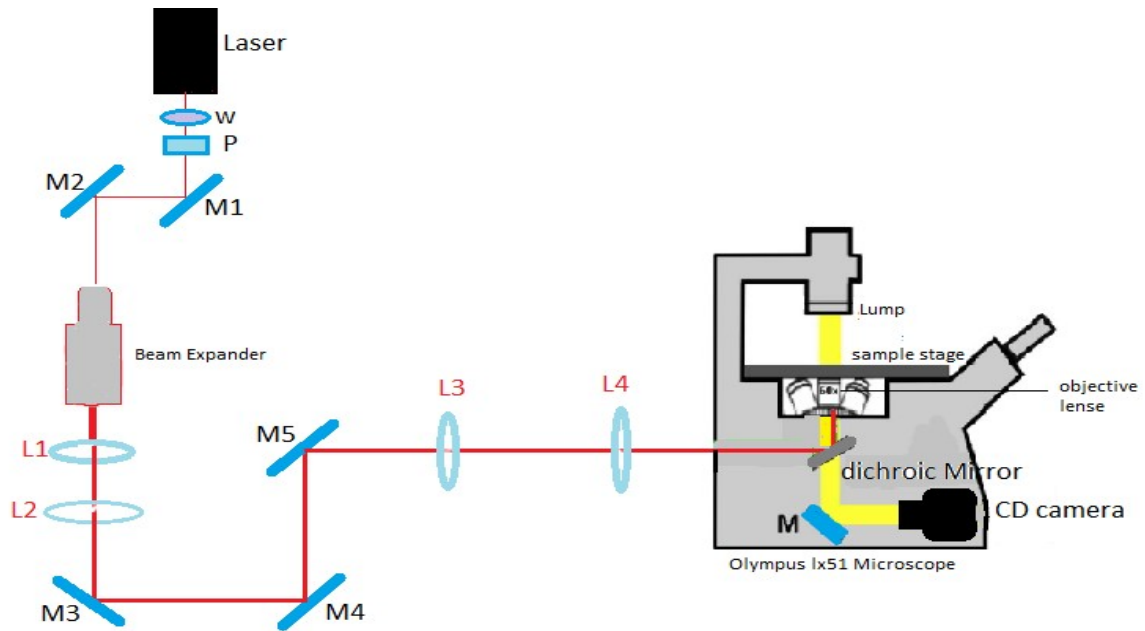 Laser
w
P
M2
M1
Beam Expander
L1
L2
M3
M4
M5
L3
L4
Lump
sample stage
60x
objective
lense
dichroic Mirror
CD camera
M
Olympus lx51 Microscope